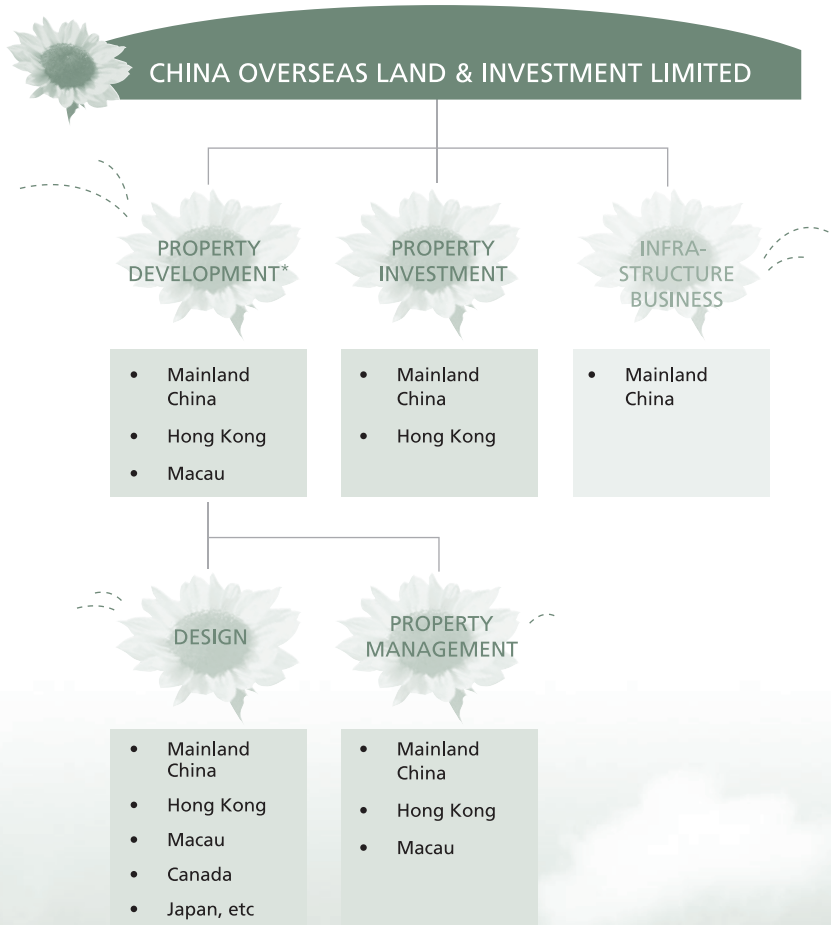 CHINA OVERSEAS LAND & INVESTMENT LIMITED
PROPERTY
DEVELOPMENT*
• Mainland
China
• Hong Kong
• Macau
PROPERTY
INVESTMENT
• Mainland
China
• Hong Kong
INFRA-
STRUCTURE
BUSINESS
• Mainland
China
DESIGN
• Mainland
China
• Hong Kong
• Macau
• Canada
• Japan, etc
PROPERTY
MANAGEMENT
• Mainland
China
• Hong Kong
• Macau